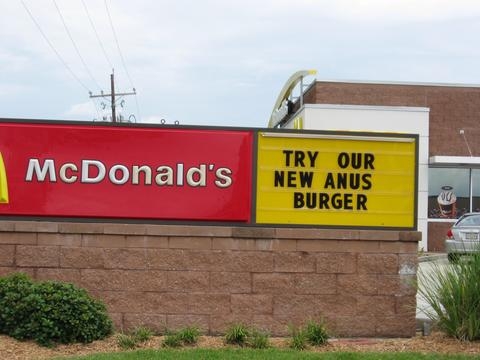 McDonald's
TRY OUR
NEW ANUS
BURGER